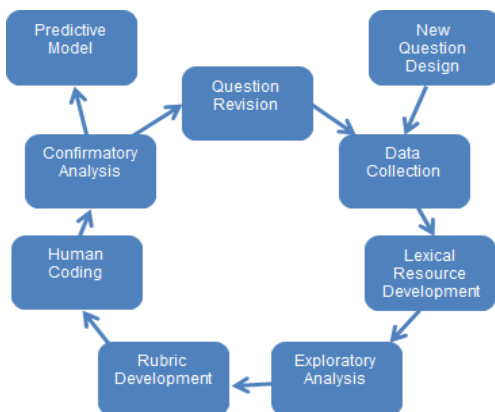 Predictive
Model
New
Question
Design
Question
Revision
Confirmatory
Analysis
Data
Collection
Human
Coding
Lexical
Resource
Development
Rubric
Development
Exploratory
Analysis